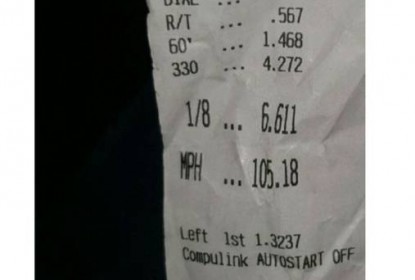 DIAL ...
R/T ... .567
60' ... 1.468
330 ... 4.272
1/8 ... 6.611
MPH ... 105.18
Left 1st 1.3237
Compulink AUTOSTART OFF